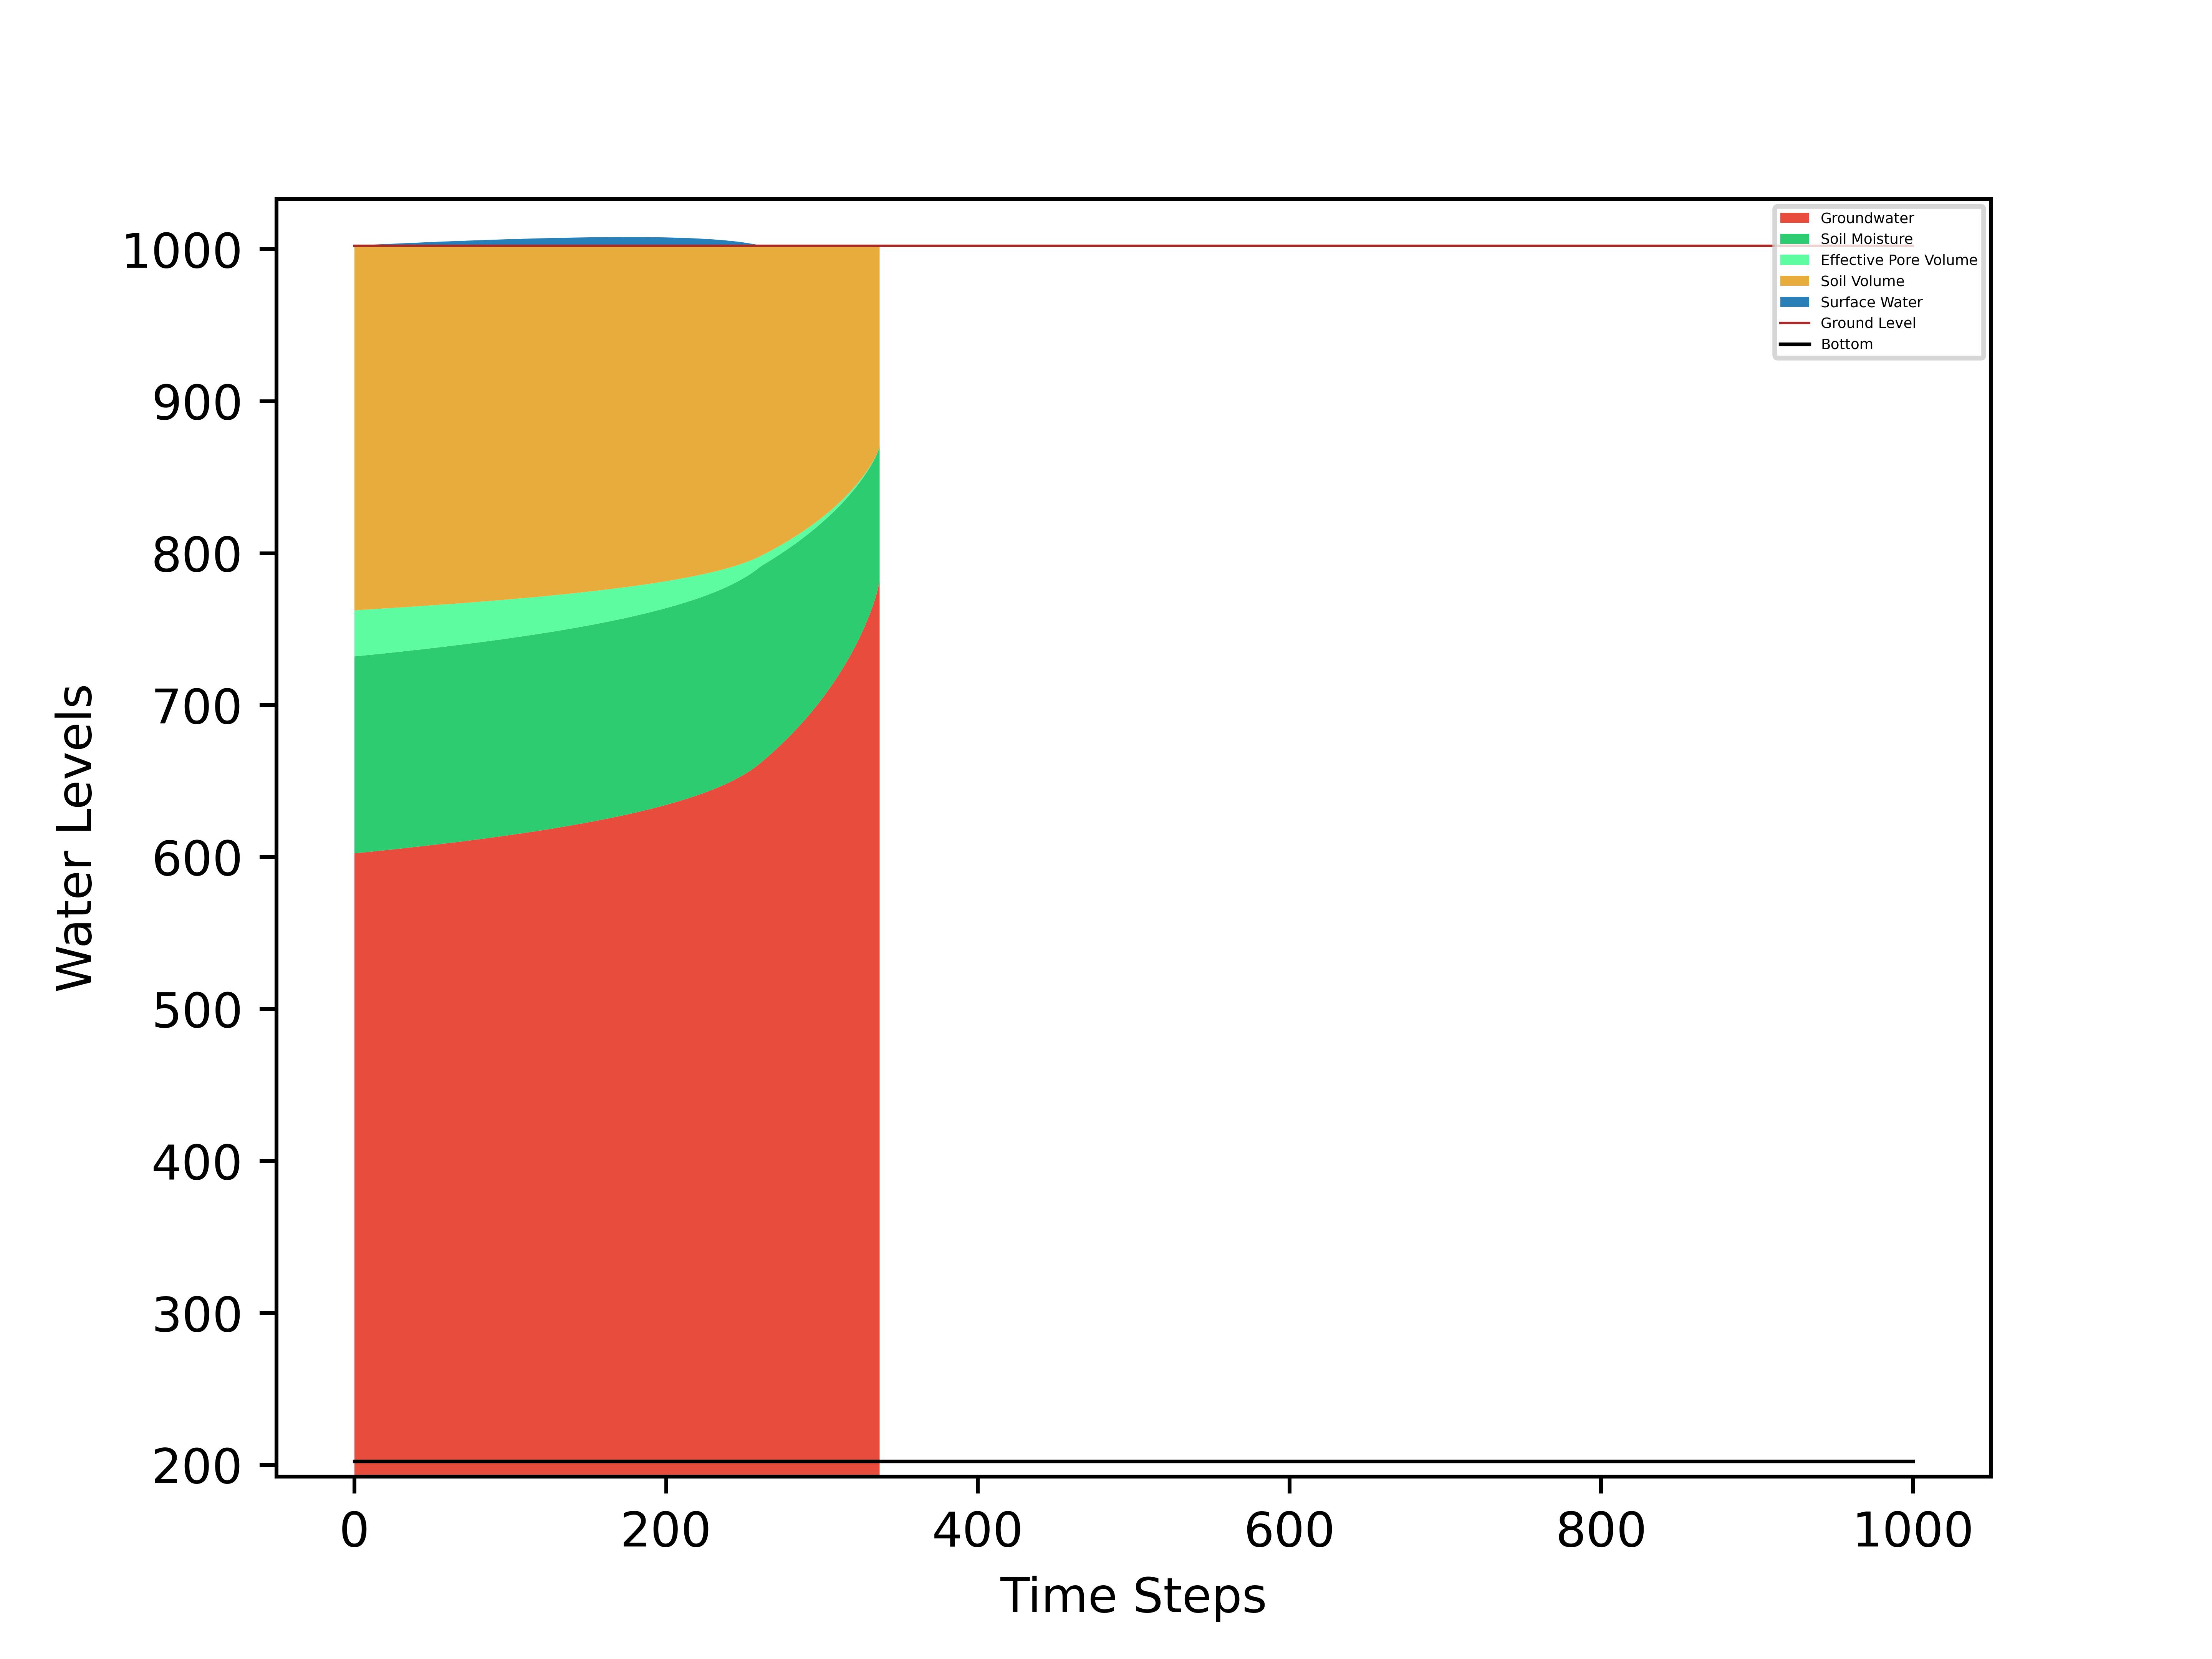 Groundwater
Soil Moisture
Effective Pore Volume
Soil Volume
Surface Water
Ground Level
Bottom
1000
900
800
700
600
500
400
300
200
Water Levels
0 200 400 600 800 1000
Time Steps